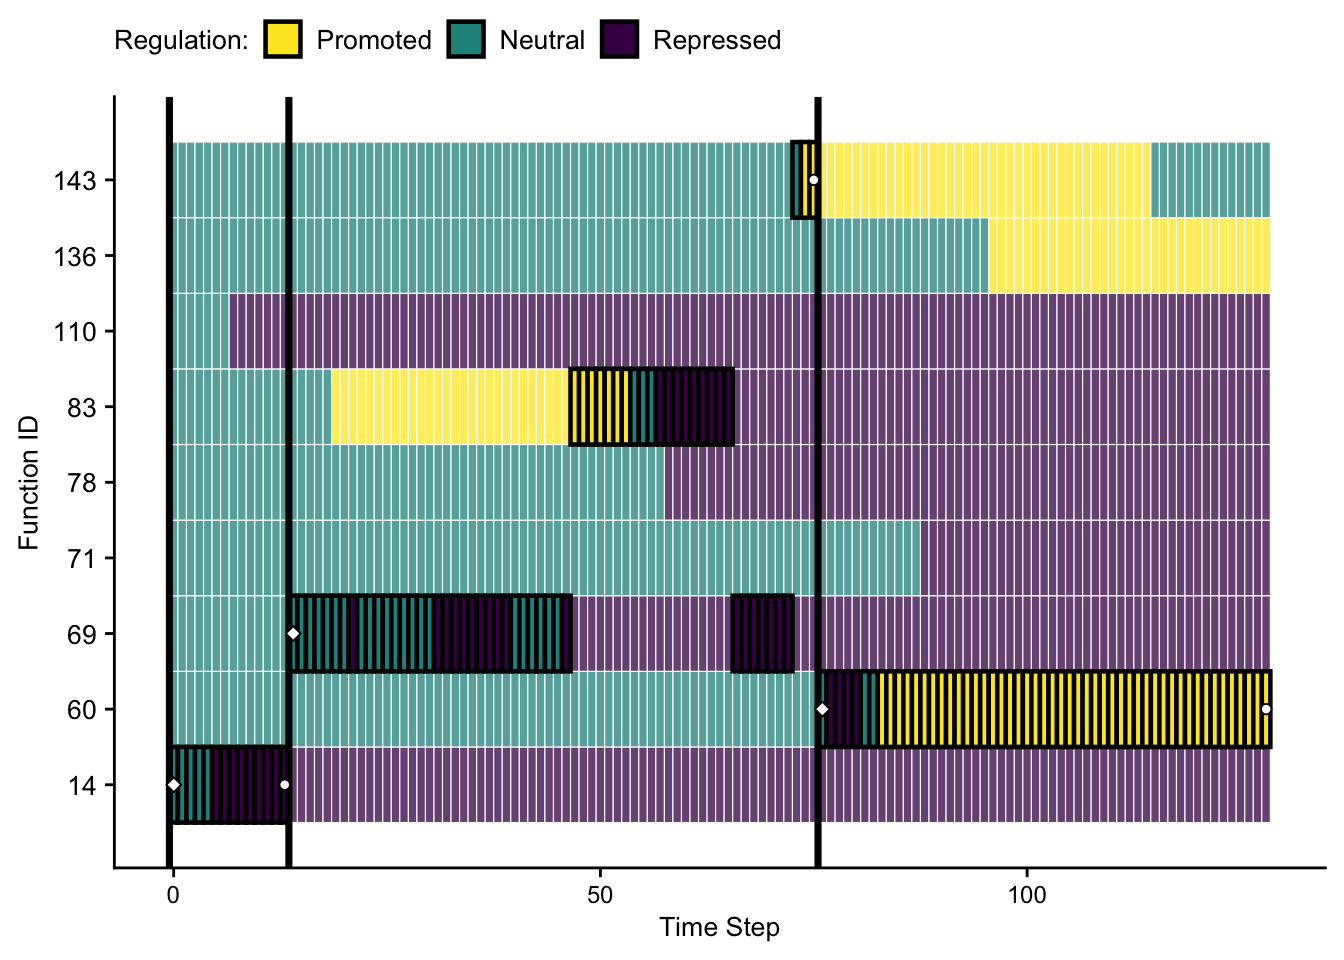 Regulation: Promoted Neutral Repressed
143
136
110
83
78
71
69
60
14
Function ID
0 50 100
Time Step